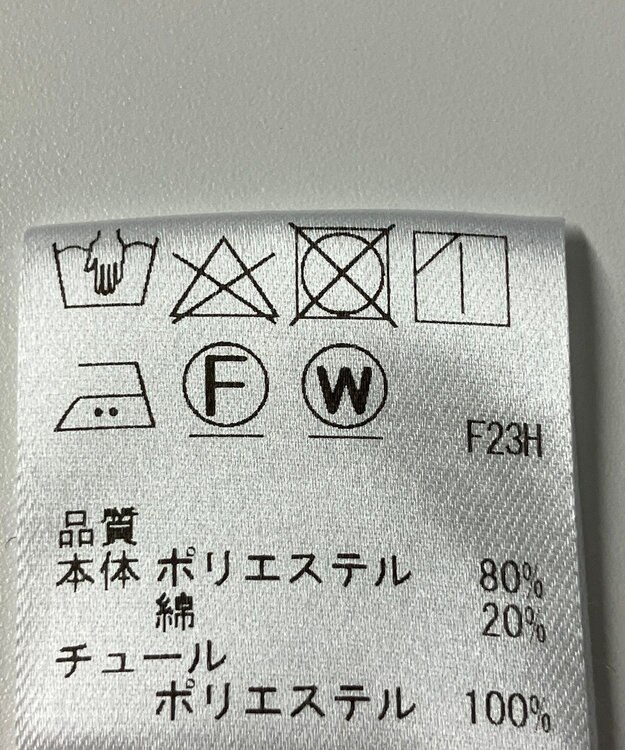 F W
F23H
品質
本体 ポリエステル 80%
綿 20%
チュール
ポリエステル 100%